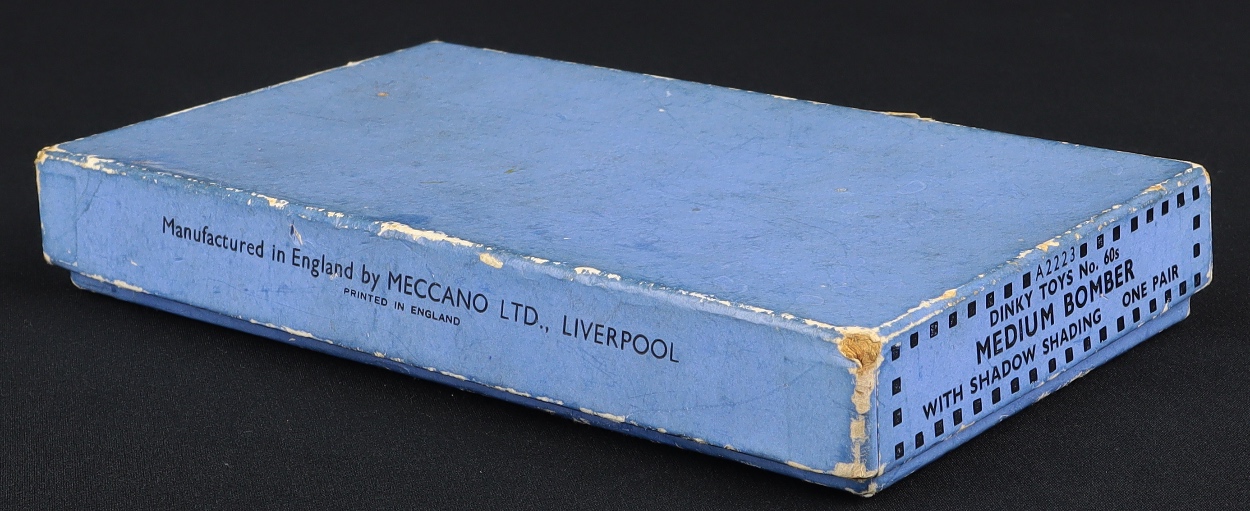 Manufactured in England by MECCANO LTD., LIVERPOOL
PRINTED IN ENGLAND
A2223
DINKY TOYS No. 60s
MEDIUM BOMBER
WITH SHADOW SHADING ONE PAIR